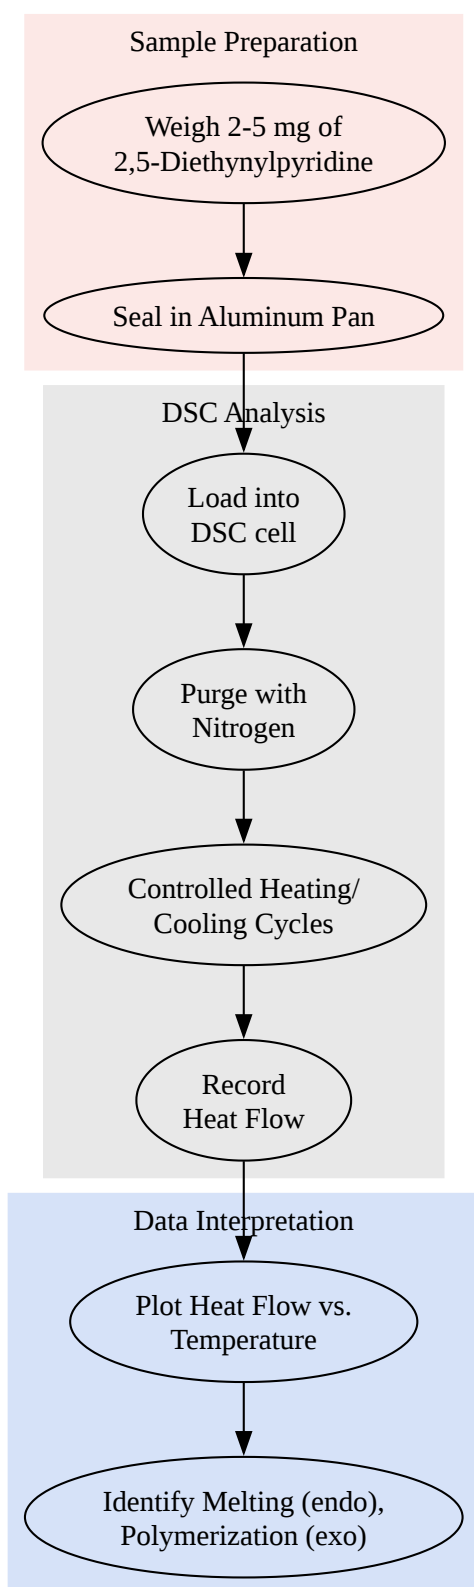 Sample Preparation
Weigh 2-5 mg of
2,5-Diethynylpyridine
Seal in Aluminum Pan
DSC Analysis
Load into
DSC cell
Purge with
Nitrogen
Controlled Heating/
Cooling Cycles
Record
Heat Flow
Data Interpretation
Plot Heat Flow vs.
Temperature
Identify Melting (endo),
Polymerization (exo)